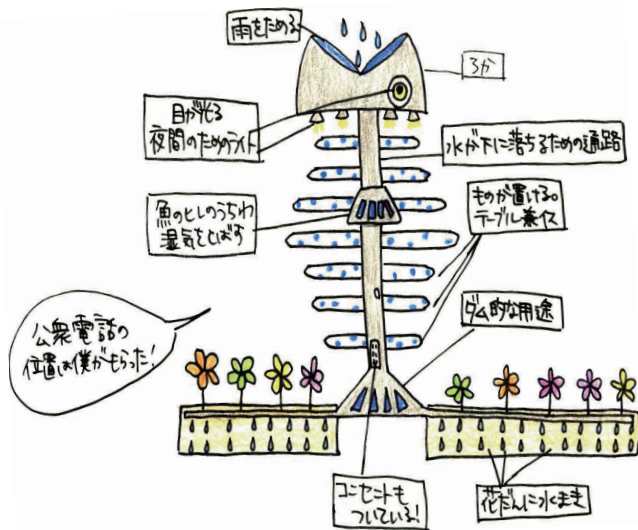 雨をためる
ろか
目が光る
夜間のためのライト
水が下に落ちるための通路
魚のヒレのうちわ
湿気をとばす
ものが置ける。
テーブル兼イス
ダム的な用途
公衆電話の
位置は僕がもらった!
コンセントも
ついている!
花だんに水まき